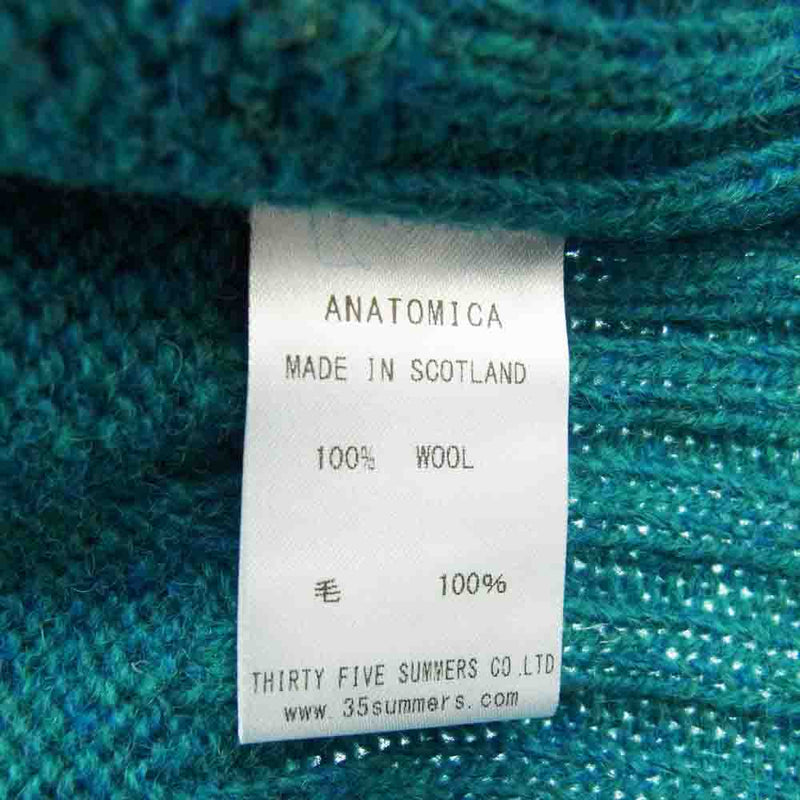 ANATOMICA
MADE IN SCOTLAND
100% WOOL
毛 100%
THIRTY FIVE SUMMERS CO.LTD
www.35summers.com